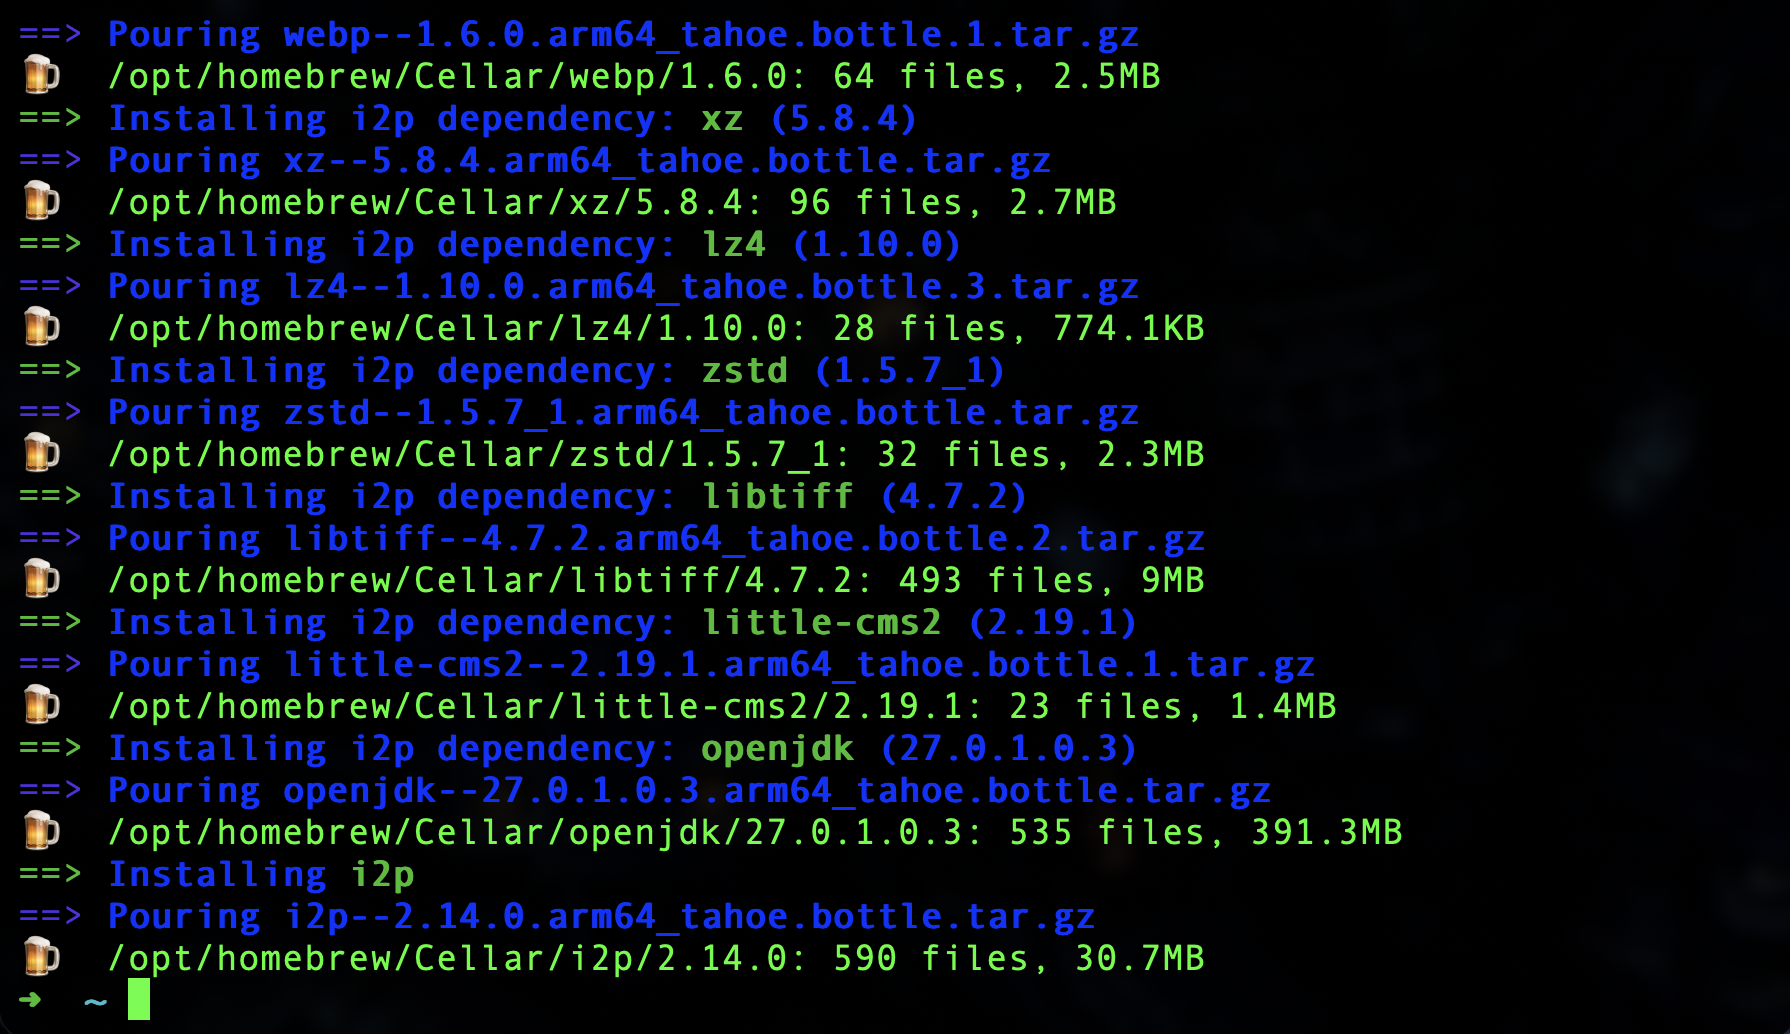 ==> Pouring webp--1.6.0.arm64_tahoe.bottle.1.tar.gz
🍺 /opt/homebrew/Cellar/webp/1.6.0: 64 files, 2.5MB
==> Installing i2p dependency: xz (5.8.4)
==> Pouring xz--5.8.4.arm64_tahoe.bottle.tar.gz
🍺 /opt/homebrew/Cellar/xz/5.8.4: 96 files, 2.7MB
==> Installing i2p dependency: lz4 (1.10.0)
==> Pouring lz4--1.10.0.arm64_tahoe.bottle.3.tar.gz
🍺 /opt/homebrew/Cellar/lz4/1.10.0: 28 files, 774.1KB
==> Installing i2p dependency: zstd (1.5.7_1)
==> Pouring zstd--1.5.7_1.arm64_tahoe.bottle.tar.gz
🍺 /opt/homebrew/Cellar/zstd/1.5.7_1: 32 files, 2.3MB
==> Installing i2p dependency: libtiff (4.7.2)
==> Pouring libtiff--4.7.2.arm64_tahoe.bottle.2.tar.gz
🍺 /opt/homebrew/Cellar/libtiff/4.7.2: 493 files, 9MB
==> Installing i2p dependency: little-cms2 (2.19.1)
==> Pouring little-cms2--2.19.1.arm64_tahoe.bottle.1.tar.gz
🍺 /opt/homebrew/Cellar/little-cms2/2.19.1: 23 files, 1.4MB
==> Installing i2p dependency: openjdk (27.0.1.0.3)
==> Pouring openjdk--27.0.1.0.3.arm64_tahoe.bottle.tar.gz
🍺 /opt/homebrew/Cellar/openjdk/27.0.1.0.3: 535 files, 391.3MB
==> Installing i2p
==> Pouring i2p--2.14.0.arm64_tahoe.bottle.tar.gz
🍺 /opt/homebrew/Cellar/i2p/2.14.0: 590 files, 30.7MB
➜ ~